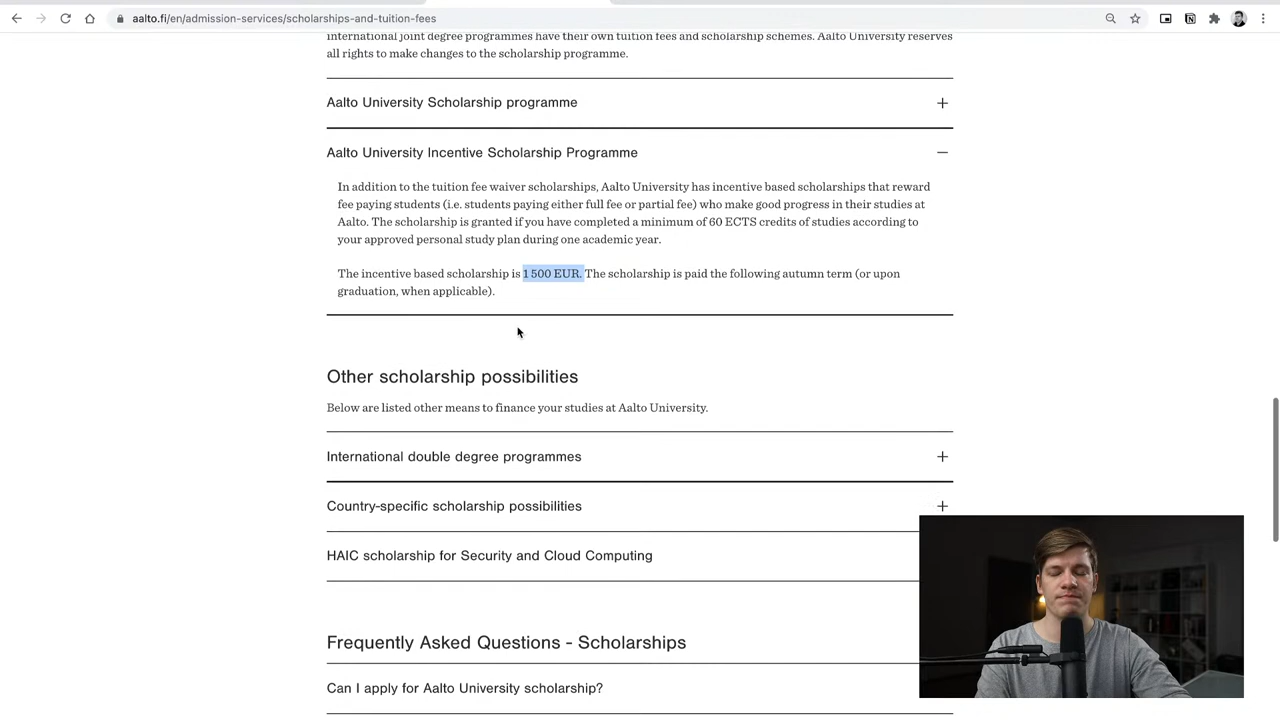 aalto.fi/en/admission-services/scholarships-and-tuition-fees
international joint degree programmes have their own tuition fees and scholarship schemes. Aalto University reserves
all rights to make changes to the scholarship programme.
Aalto University Scholarship programme
Aalto University Incentive Scholarship Programme
In addition to the tuition fee waiver scholarships, Aalto University has incentive based scholarships that reward
fee paying students (i.e. students paying either full fee or partial fee) who make good progress in their studies at
Aalto. The scholarship is granted if you have completed a minimum of 60 ECTS credits of studies according to
your approved personal study plan during one academic year.
The incentive based scholarship is 1 500 EUR. The scholarship is paid the following autumn term (or upon
graduation, when applicable).
Other scholarship possibilities
Below are listed other means to finance your studies at Aalto University.
International double degree programmes
Country-specific scholarship possibilities
HAIC scholarship for Security and Cloud Computing
Frequently Asked Questions - Scholarships
Can I apply for Aalto University scholarship?